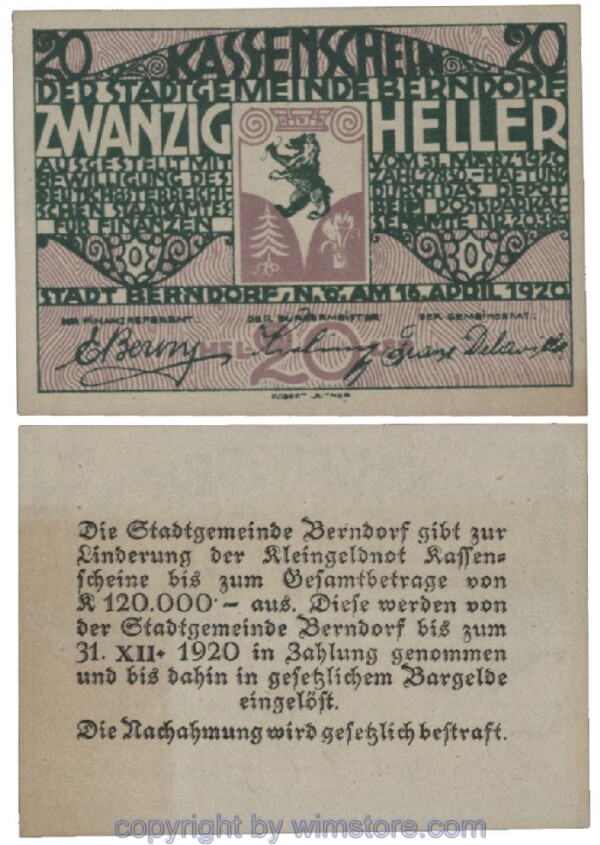 20 KASSENSCHEIN 20
DER STADTGEMEINDE BERNDORF
ZWANZIG HELLER
AUSGESTELLT MIT
BEWILLIGUNG DES
DEUTSCHÖSTERREICHI-
SCHEN STAATSAMTES
FÜR FINANZEN
VOM 31. MÄRZ 1920
ZAHL 27830.-HAFTUNG
DURCH DAS DEPOT
BEIM POSTSPARKAS
SENAMTE NR.
STADT BERNDORF, N.Ö. AM 16. APRIL 1920
DER FINANZREFERENT: DER BÜRGERMEISTER DER GEMEINDERAT:
HEL- 20 LER
ROBERT LEITNER
Die Stadtgemeinde Berndorf gibt zur
Linderung der Kleingeldnot Kassen=
scheine bis zum Gesamtbetrage von
K 120.000·– aus. Diese werden von
der Stadtgemeinde Berndorf bis zum
31. XII. 1920 in Zahlung genommen
und bis dahin in gesetzlichem Bargelde
eingelöst.
Die Nachahmung wird gesetzlich bestraft.
copyright by wimstore.com